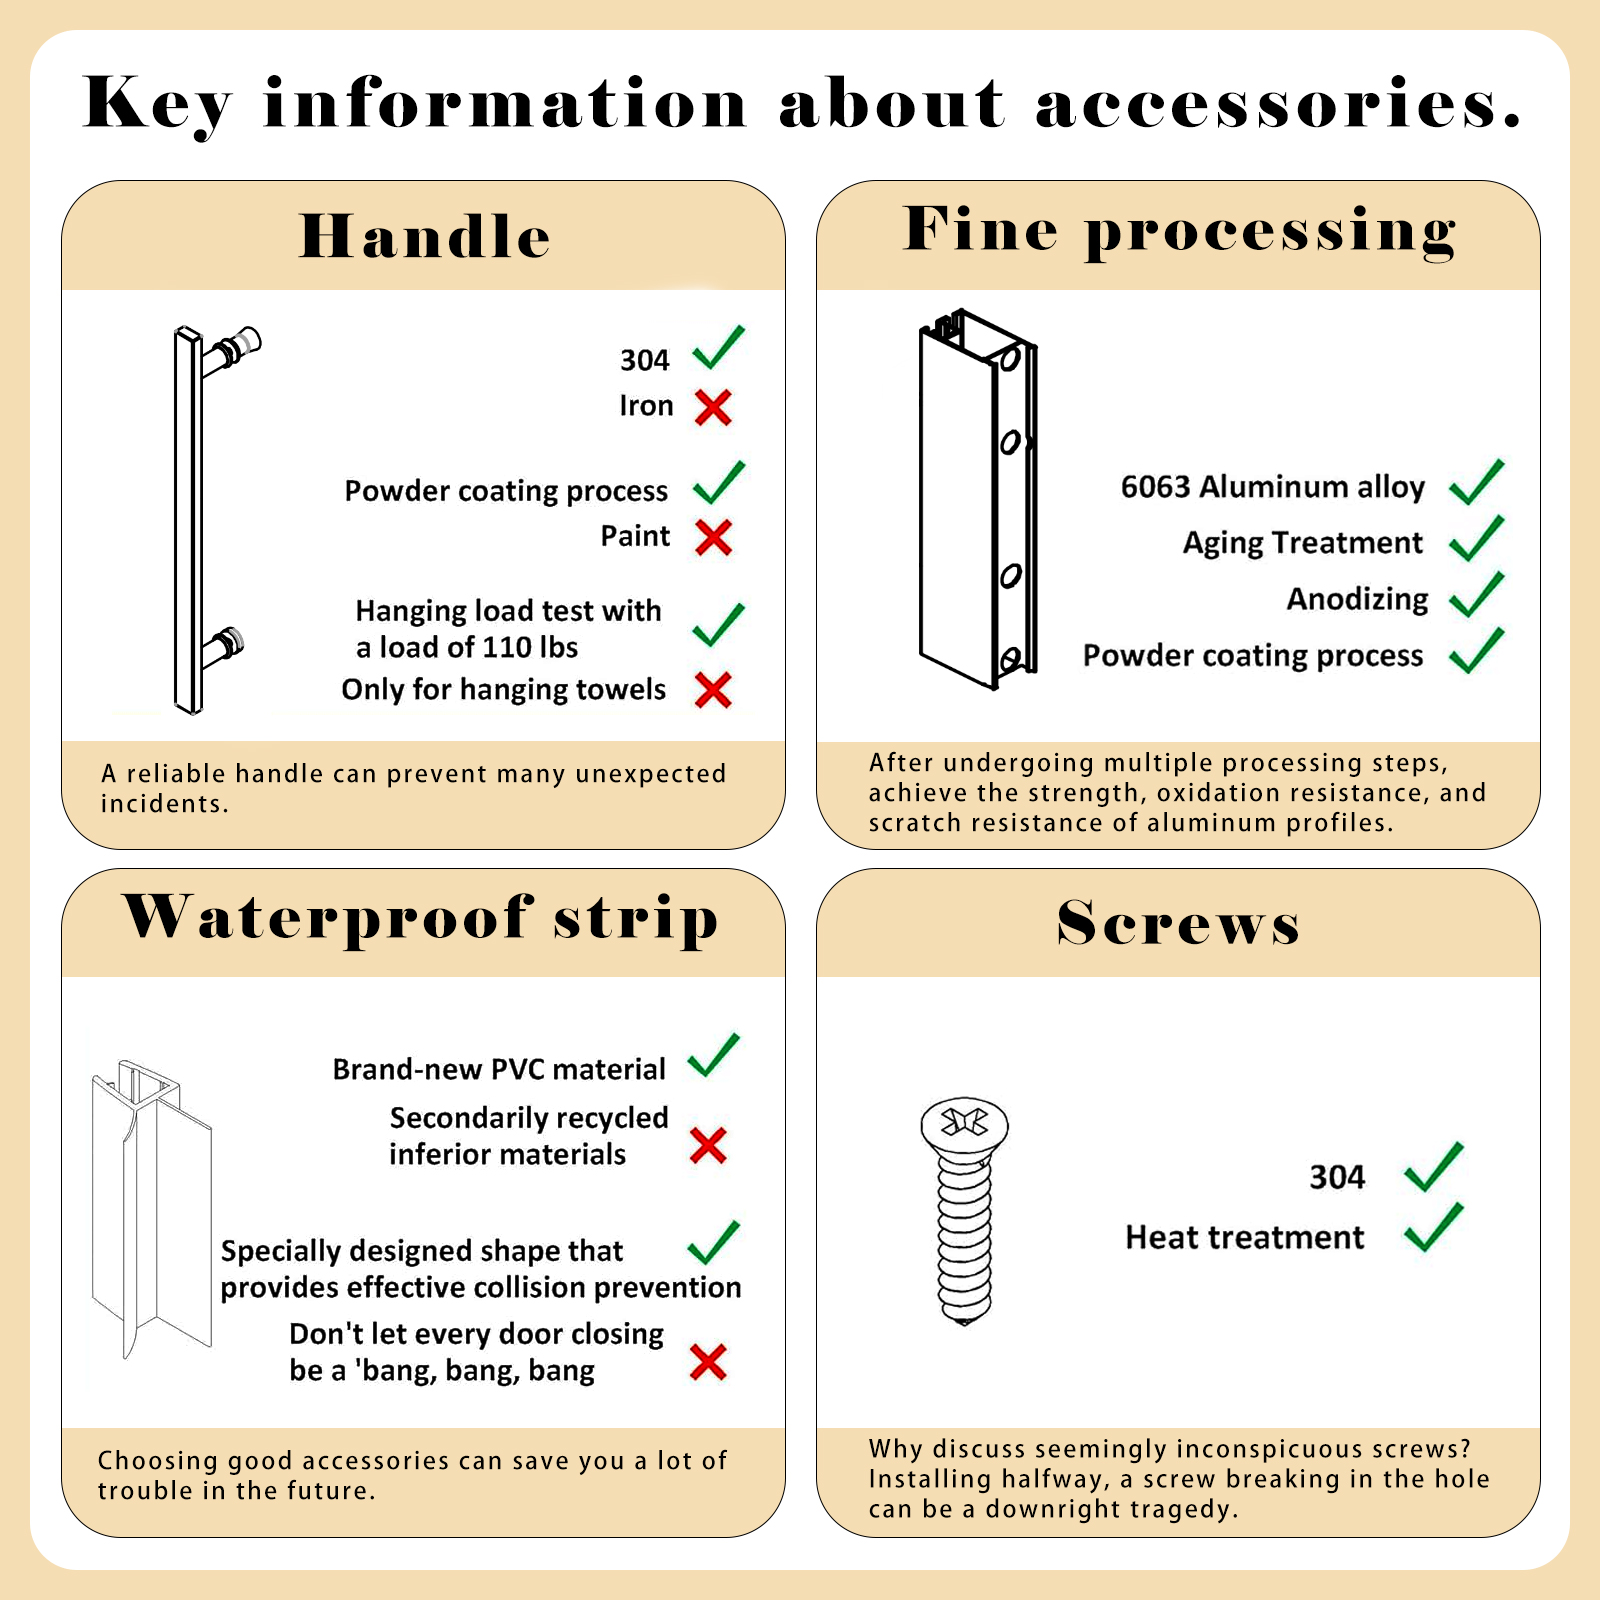 Key information about accessories.
Handle
304
Iron
Powder coating process
Paint
Hanging load test with
a load of 110 lbs
Only for hanging towels
A reliable handle can prevent many unexpected
incidents.
Fine processing
6063 Aluminum alloy
Aging Treatment
Anodizing
Powder coating process
After undergoing multiple processing steps,
achieve the strength, oxidation resistance, and
scratch resistance of aluminum profiles.
Waterproof strip
Brand-new PVC material
Secondarily recycled
inferior materials
Specially designed shape that
provides effective collision prevention
Don't let every door closing
be a 'bang, bang, bang
Choosing good accessories can save you a lot of
trouble in the future.
Screws
304
Heat treatment
Why discuss seemingly inconspicuous screws?
Installing halfway, a screw breaking in the hole
can be a downright tragedy.